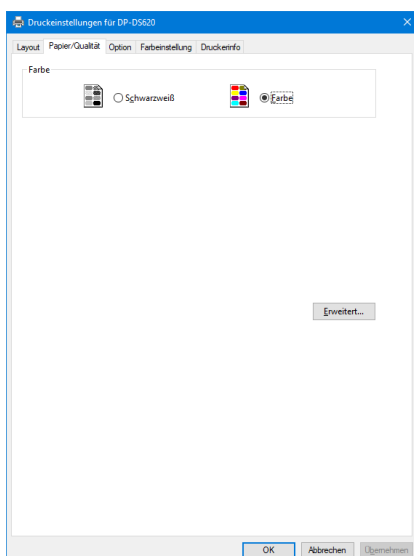 Druckeinstellungen für DP-DS620
Layout Papier/Qualität Option Farbeinstellung Druckerinfo
Farbe
Schwarzweiß Farbe
Erweitert...
OK Abbrechen Übernehmen